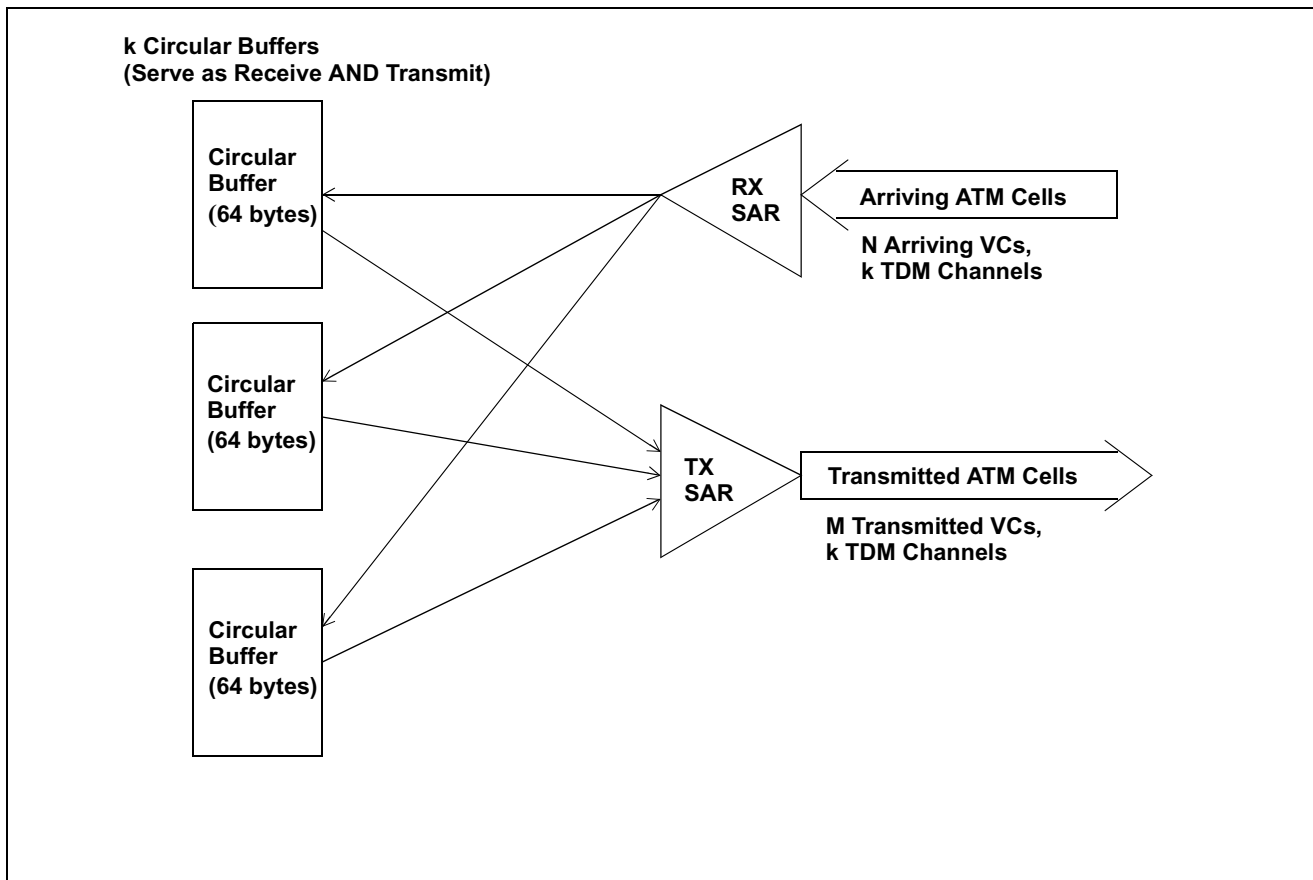 k Circular Buffers
(Serve as Receive AND Transmit)
Circular
Buffer
(64 bytes)
RX
SAR
Arriving ATM Cells
N Arriving VCs,
k TDM Channels
Circular
Buffer
(64 bytes)
TX
SAR
Transmitted ATM Cells
M Transmitted VCs,
k TDM Channels
Circular
Buffer
(64 bytes)